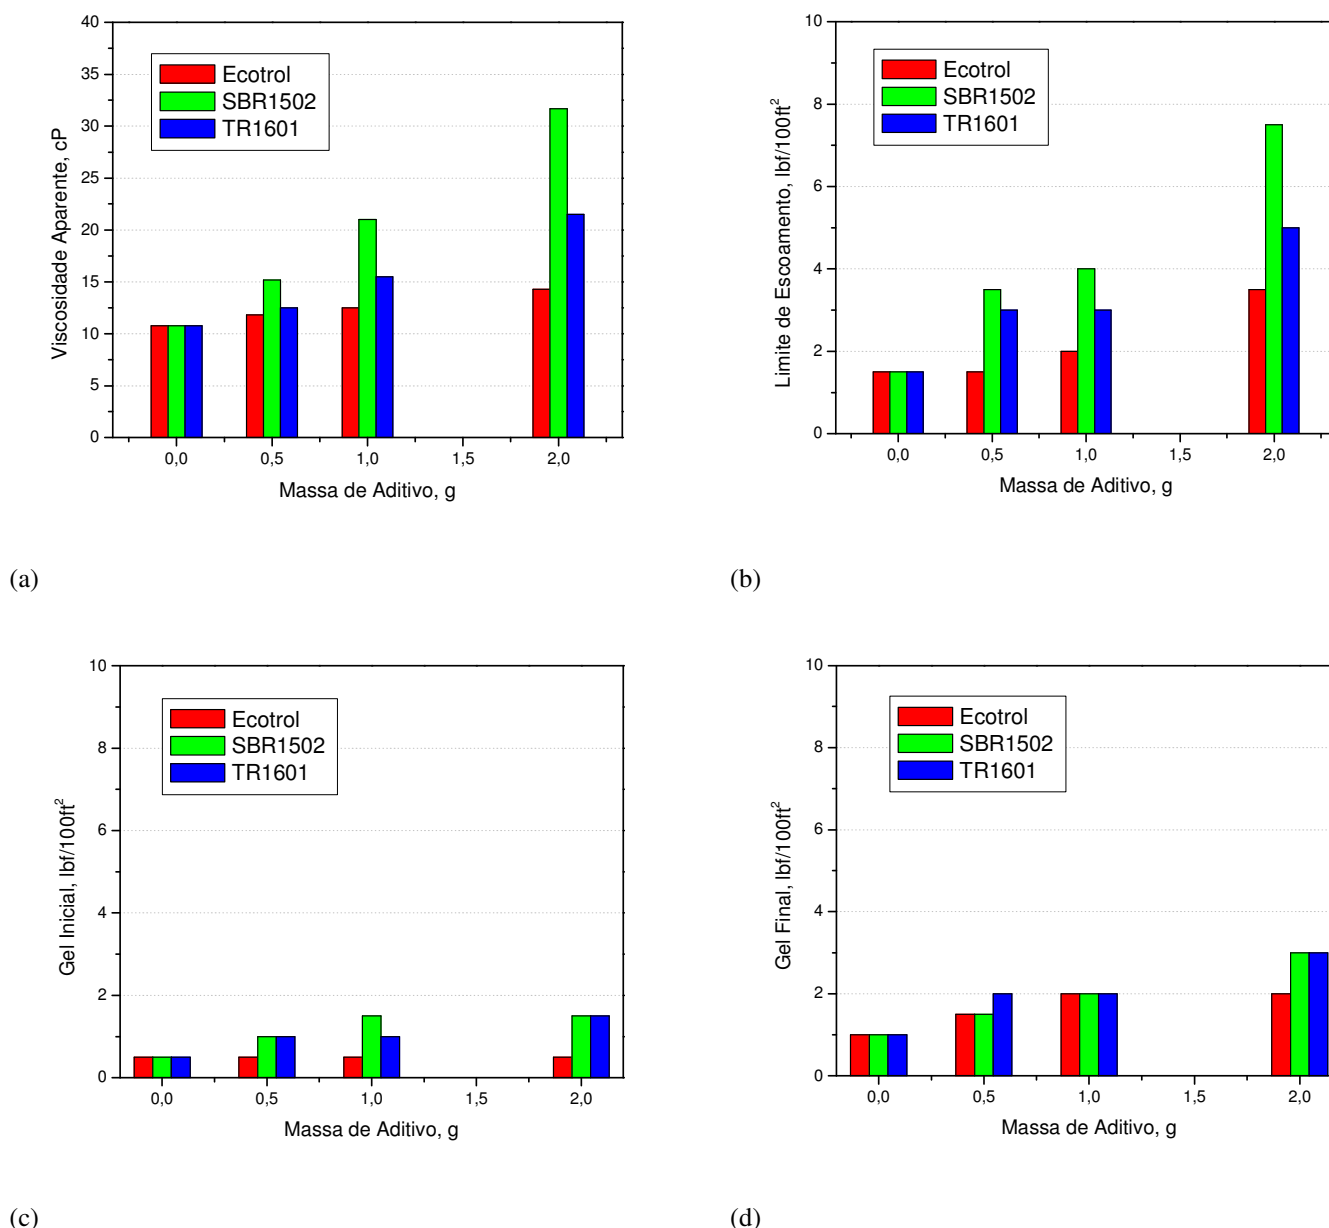 40
35
30
25
20
15
10
5
0
Viscosidade Aparente, cP
Ecotrol
SBR1502
TR1601
0,0 0,5 1,0 1,5 2,0
Massa de Aditivo, g
(a)
10
8
6
4
2
0
Limite de Escoamento, lbf/100ft²
Ecotrol
SBR1502
TR1601
0,0 0,5 1,0 1,5 2,0
Massa de Aditivo, g
(b)
10
8
6
4
2
0
Gel Inicial, lbf/100ft²
Ecotrol
SBR1502
TR1601
0,0 0,5 1,0 1,5 2,0
Massa de Aditivo, g
(c)
10
8
6
4
2
0
Gel Final, lbf/100ft²
Ecotrol
SBR1502
TR1601
0,0 0,5 1,0 1,5 2,0
Massa de Aditivo, g
(d)